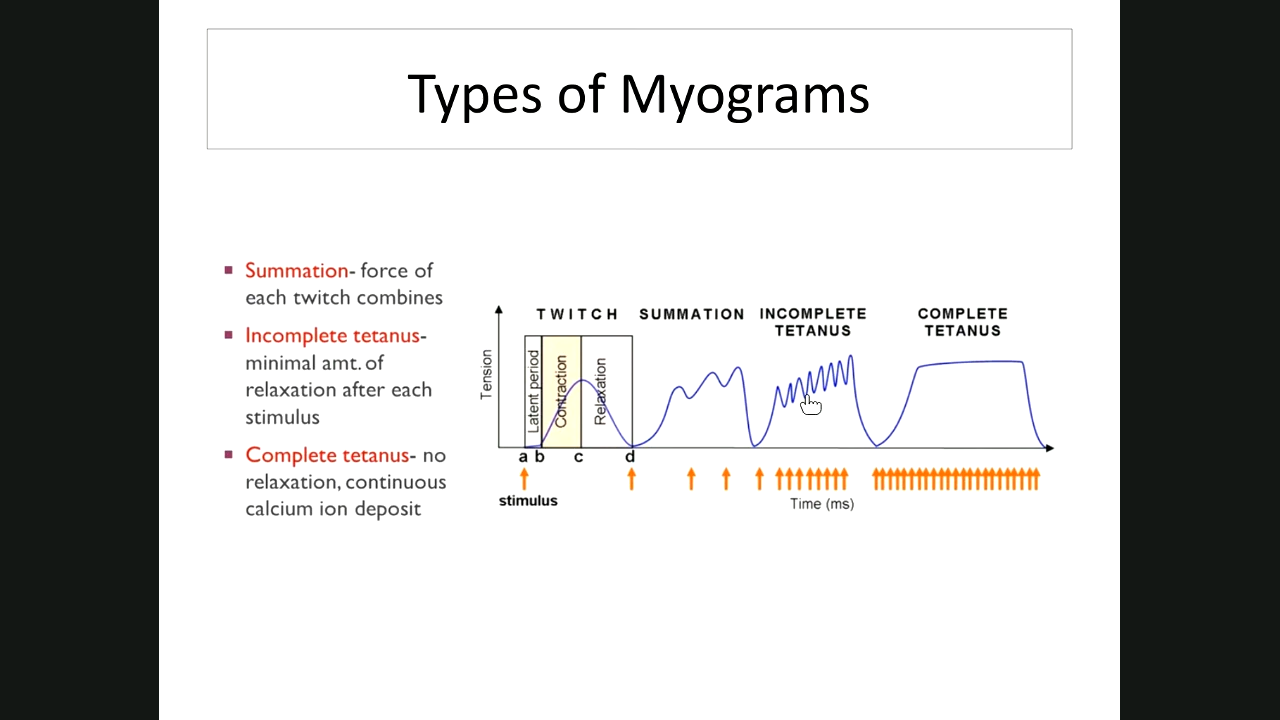 Types of Myograms
Summation- force of
each twitch combines
Incomplete tetanus-
minimal amt. of
relaxation after each
stimulus
Complete tetanus- no
relaxation, continuous
calcium ion deposit
TWITCH
SUMMATION
INCOMPLETE
TETANUS
COMPLETE
TETANUS
Tension
Latent period
Contraction
Relaxation
a b c d
stimulus
Time (ms)